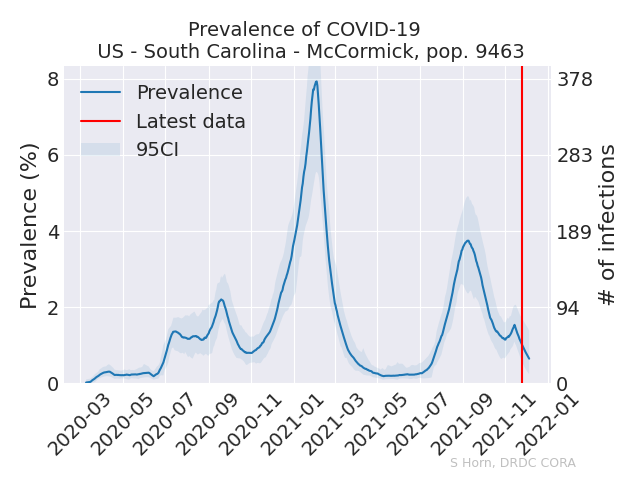 Prevalence of COVID-19
US - South Carolina - McCormick, pop. 9463
Prevalence
Latest data
95CI
Prevalence (%)
8
6
4
2
0
378
283
189
94
0
# of infections
2020-03
2020-05
2020-07
2020-09
2020-11
2021-01
2021-03
2021-05
2021-07
2021-09
2021-11
2022-01
S Horn, DRDC CORA